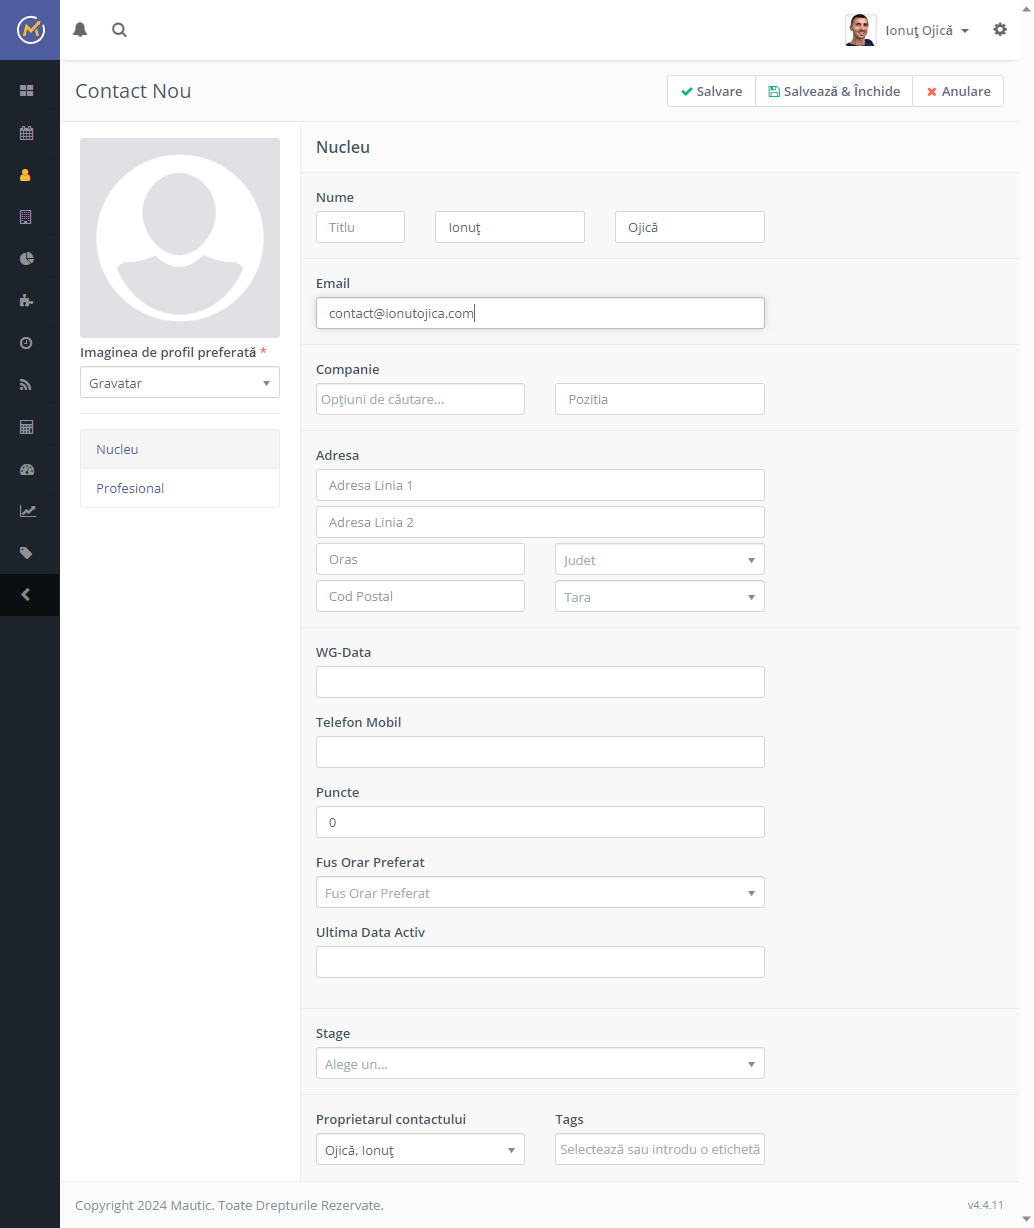 Ionuţ Ojică
Contact Nou
Salvare
Salvează & Închide
Anulare
Imaginea de profil preferată *
Gravatar
Nucleu
Profesional
Nucleu
Nume
Titlu
Ionuţ
Ojică
Email
contact@ionutojica.com
Companie
Opţiuni de căutare...
Pozitia
Adresa
Adresa Linia 1
Adresa Linia 2
Oras
Judet
Cod Postal
Tara
WG-Data
Telefon Mobil
Puncte
0
Fus Orar Preferat
Fus Orar Preferat
Ultima Data Activ
Stage
Alege un...
Proprietarul contactului
Tags
Ojică, Ionuţ
Selectează sau introdu o etichetă
Copyright 2024 Mautic. Toate Drepturile Rezervate.
v4.4.11